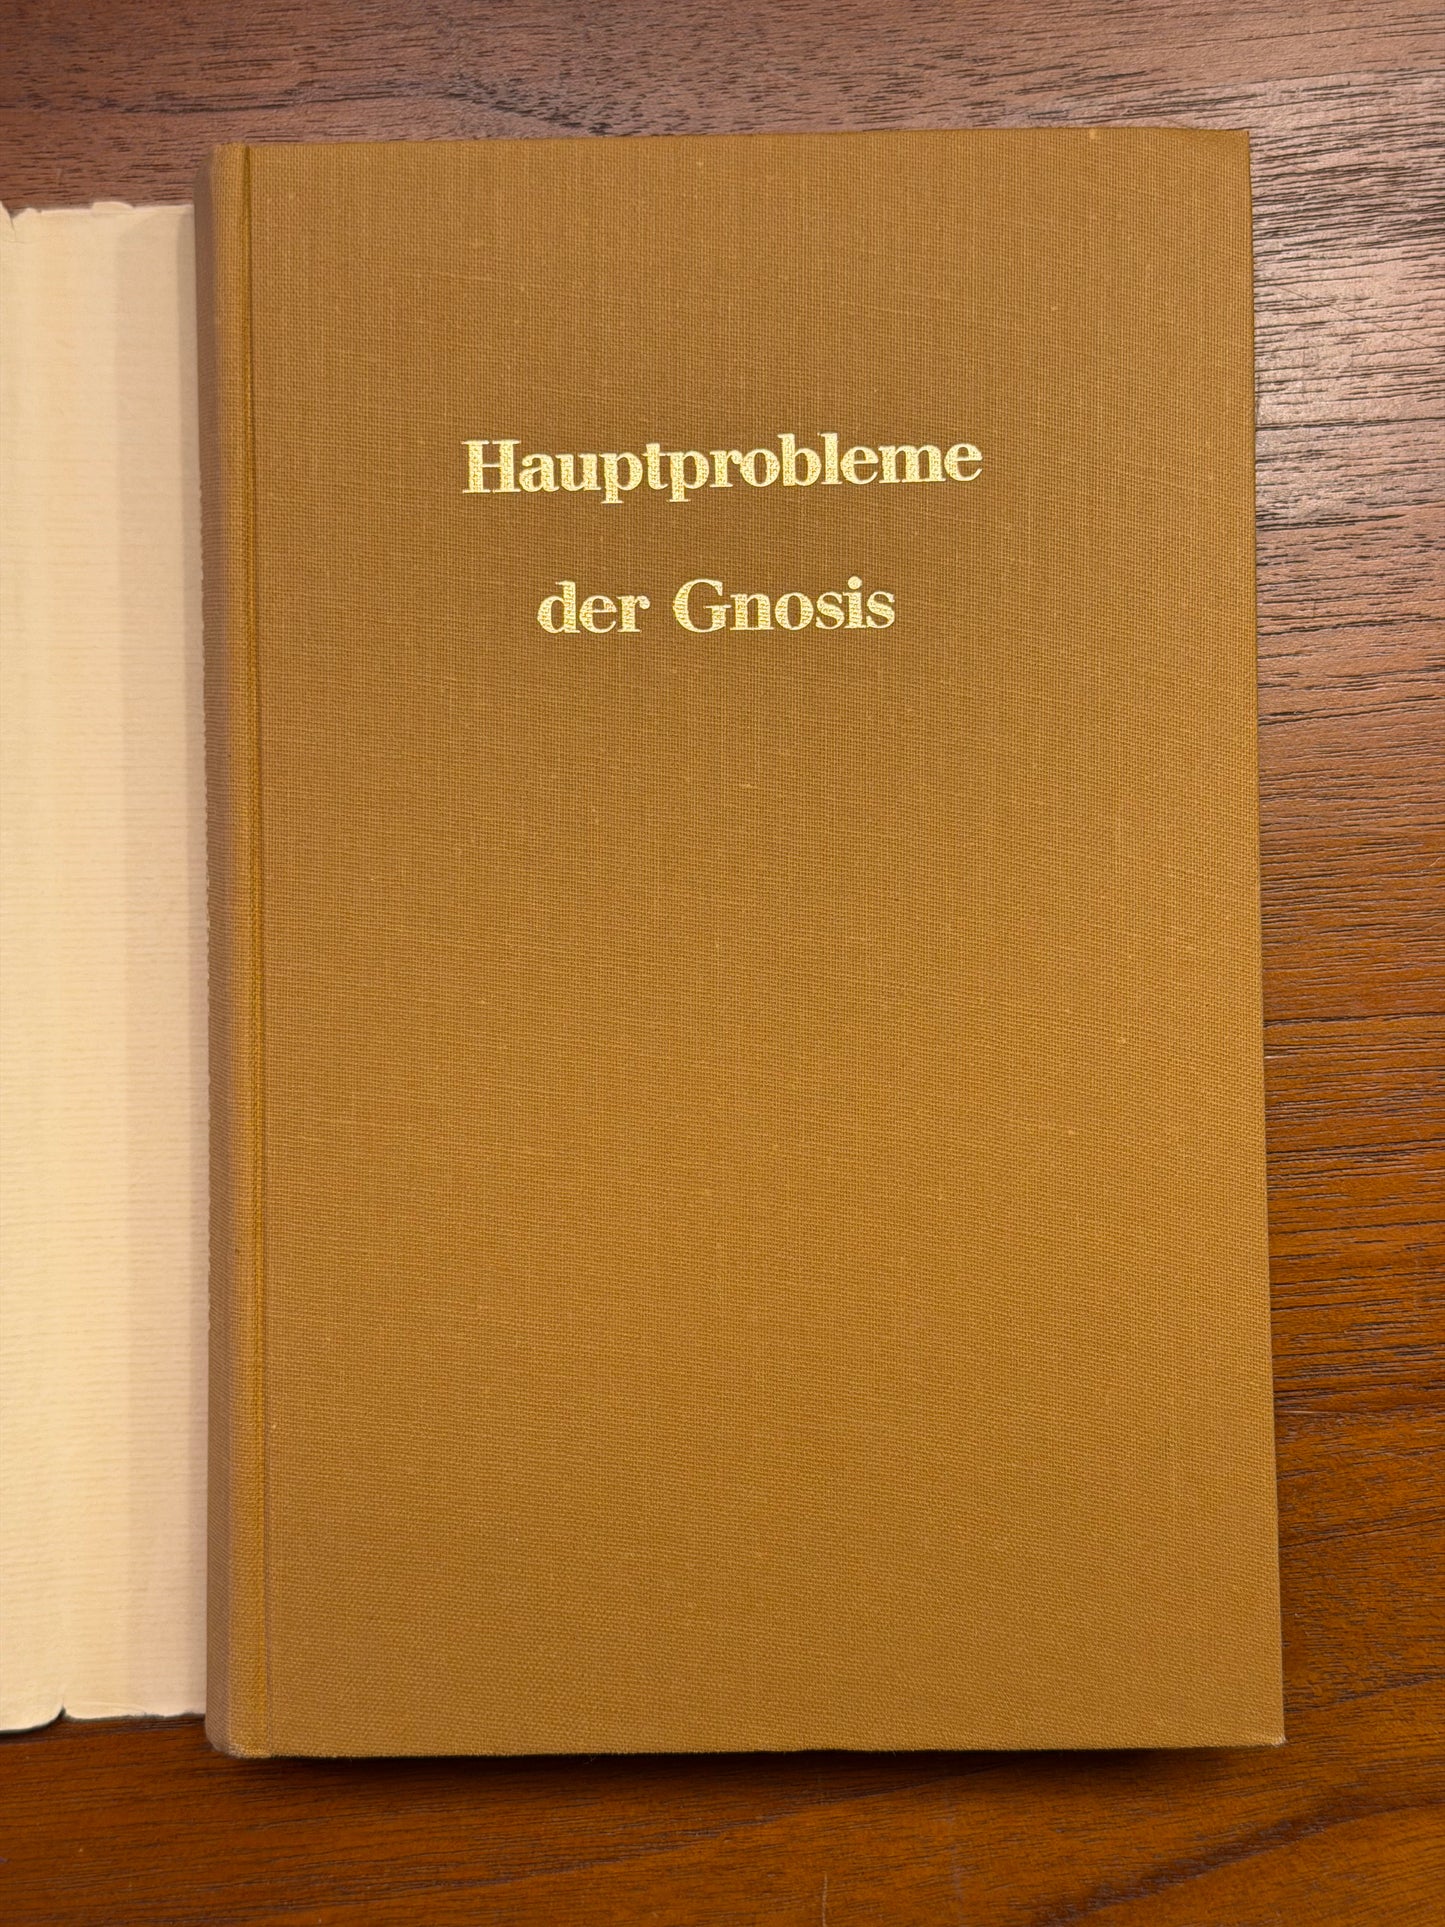 Hauptprobleme
der Gnosis